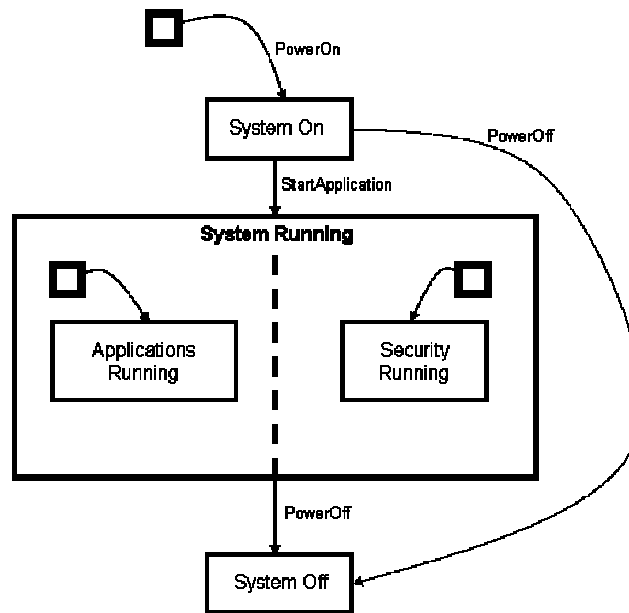 PowerOn
System On
PowerOff
StartApplication
System Running
Applications
Running
Security
Running
PowerOff
System Off